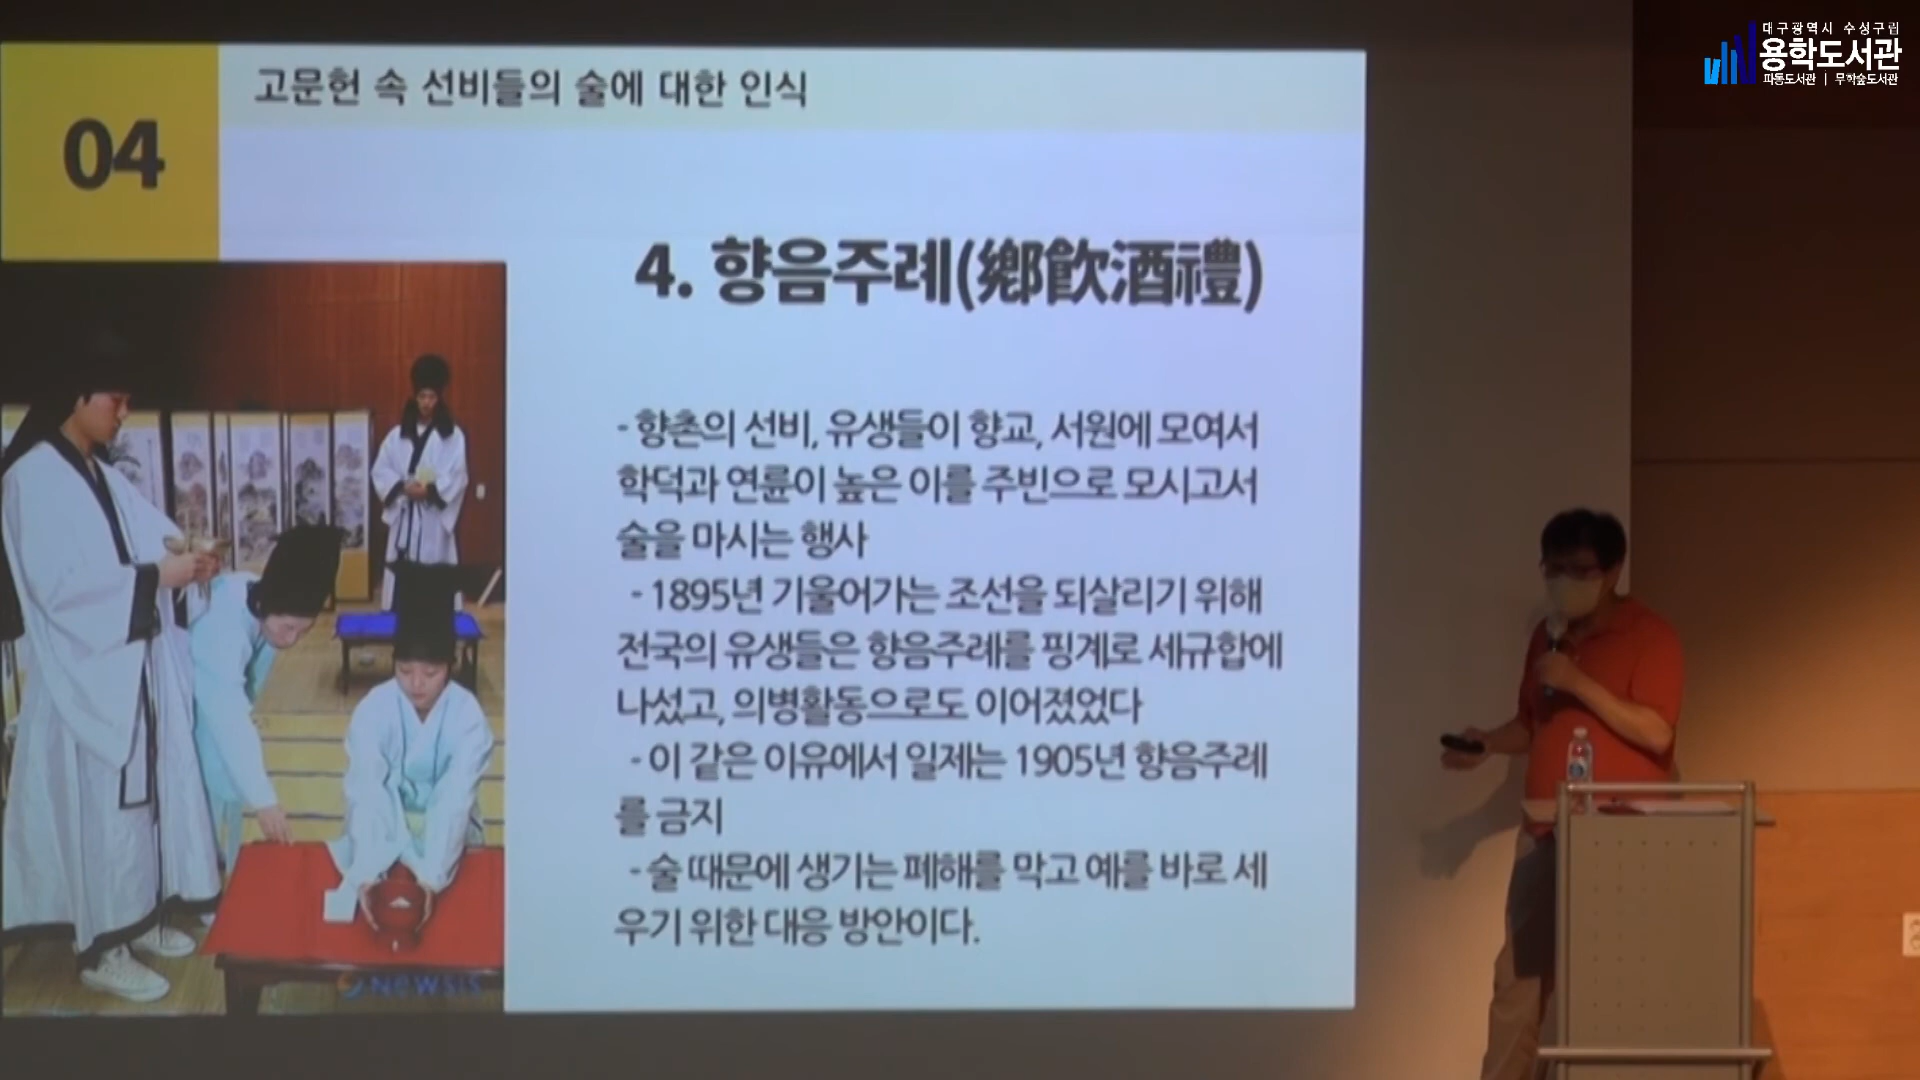 대구광역시 수성구립
용학도서관
파동도서관 | 무학숲도서관
고문헌 속 선비들의 술에 대한 인식
04
4. 향음주례(鄕飮酒禮)
- 향촌의 선비, 유생들이 향교, 서원에 모여서
학덕과 연륜이 높은 이를 주빈으로 모시고서
술을 마시는 행사
- 1895년 기울어가는 조선을 되살리기 위해
전국의 유생들은 향음주례를 핑계로 세규합에
나섰고, 의병활동으로도 이어졌었다
- 이 같은 이유에서 일제는 1905년 향음주례
를 금지
- 술 때문에 생기는 폐해를 막고 예를 바로 세
우기 위한 대응 방안이다.
NEWSIS